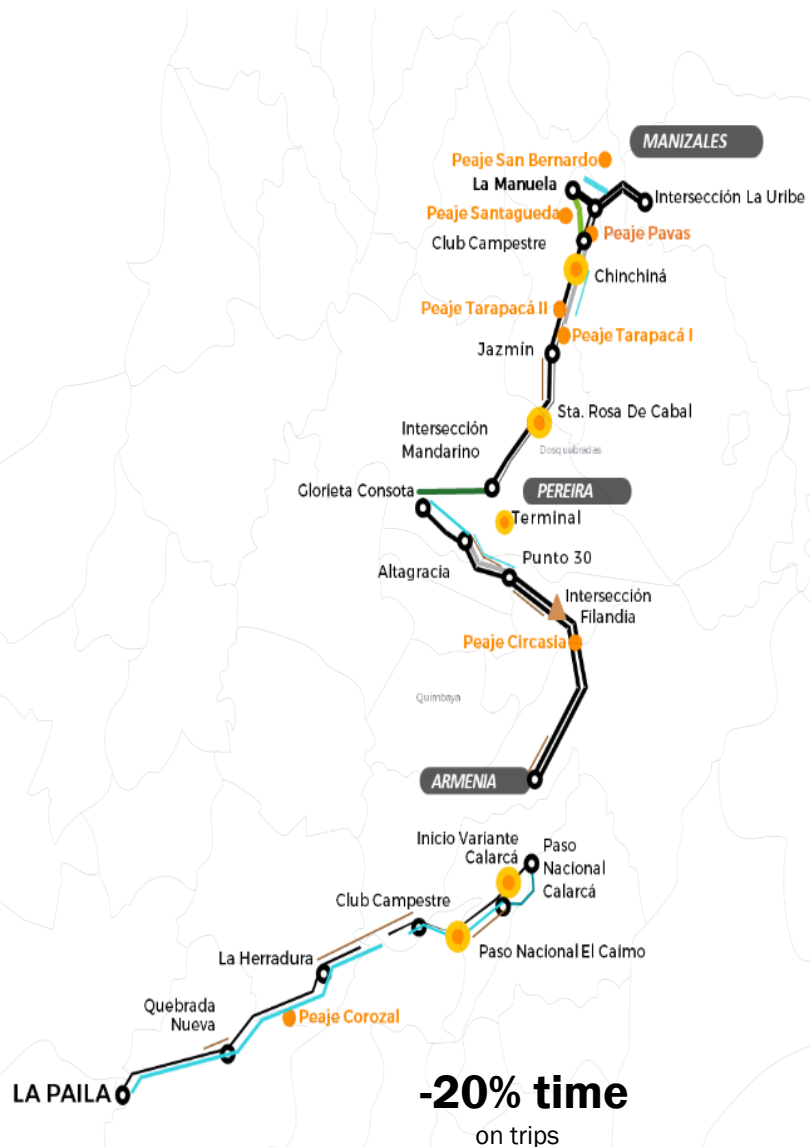 MANIZALES
Peaje San Bernardo
La Manuela
Intersección La Uribe
Peaje Santagueda
Peaje Pavas
Club Campestre
Chinchiná
Peaje Tarapacá II
Peaje Tarapacá I
Jazmín
Sta. Rosa De Cabal
Intersección
Mandarino
Dosquebradas
Glorieta Consota
PEREIRA
Terminal
Punto 30
Altagracia
Intersección
Filandia
Peaje Circasia
Quimbaya
ARMENIA
Inicio Variante
Calarcá
Paso
Nacional
Calarcá
Club Campestre
Paso Nacional El Caimo
La Herradura
Quebrada
Nueva
Peaje Corozal
LA PAILA
-20% time
on trips